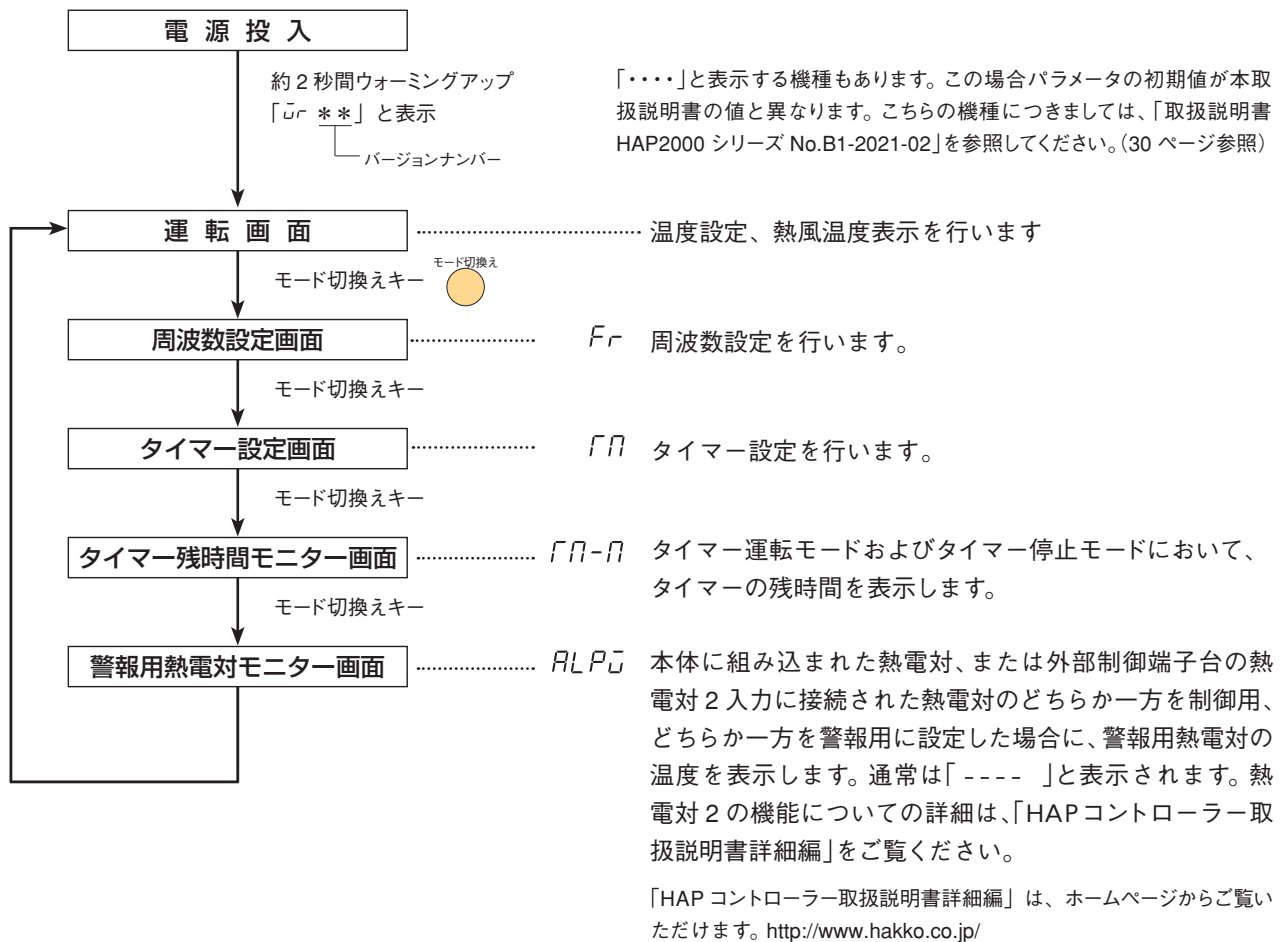 電 源 投 入
約 2 秒間ウォーミングアップ
「ūr **」と表示
バージョンナンバー
「・・・・」と表示する機種もあります。この場合パラメータの初期値が本取
扱説明書の値と異なります。こちらの機種につきましては、「取扱説明書
HAP2000 シリーズ No.B1-2021-02」を参照してください。（30 ページ参照）
運 転 画 面
温度設定、熱風温度表示を行います
モード切換えキー
モード切換え
周波数設定画面
Fr 周波数設定を行います。
モード切換えキー
タイマー設定画面
ГП タイマー設定を行います。
モード切換えキー
タイマー残時間モニター画面
ГП-П タイマー運転モードおよびタイマー停止モードにおいて、
タイマーの残時間を表示します。
モード切換えキー
警報用熱電対モニター画面
ALPū 本体に組み込まれた熱電対、または外部制御端子台の熱
電対 2 入力に接続された熱電対のどちらか一方を制御用、
どちらか一方を警報用に設定した場合に、警報用熱電対の
温度を表示します。通常は「 ---- 」と表示されます。熱
電対 2 の機能についての詳細は、「HAPコントローラー取
扱説明書詳細編」をご覧ください。
「HAP コントローラー取扱説明書詳細編」は、ホームページからご覧い
ただけます。http://www.hakko.co.jp/